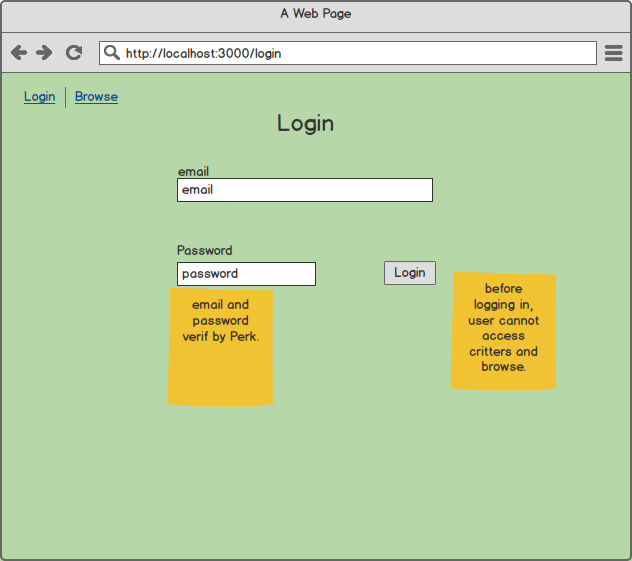 A Web Page
http://localhost:3000/login
Login
Browse
Login
email
email
Password
password
Login
email and
password
verif by Perk.
before
logging in,
user cannot
access
critters and
browse.